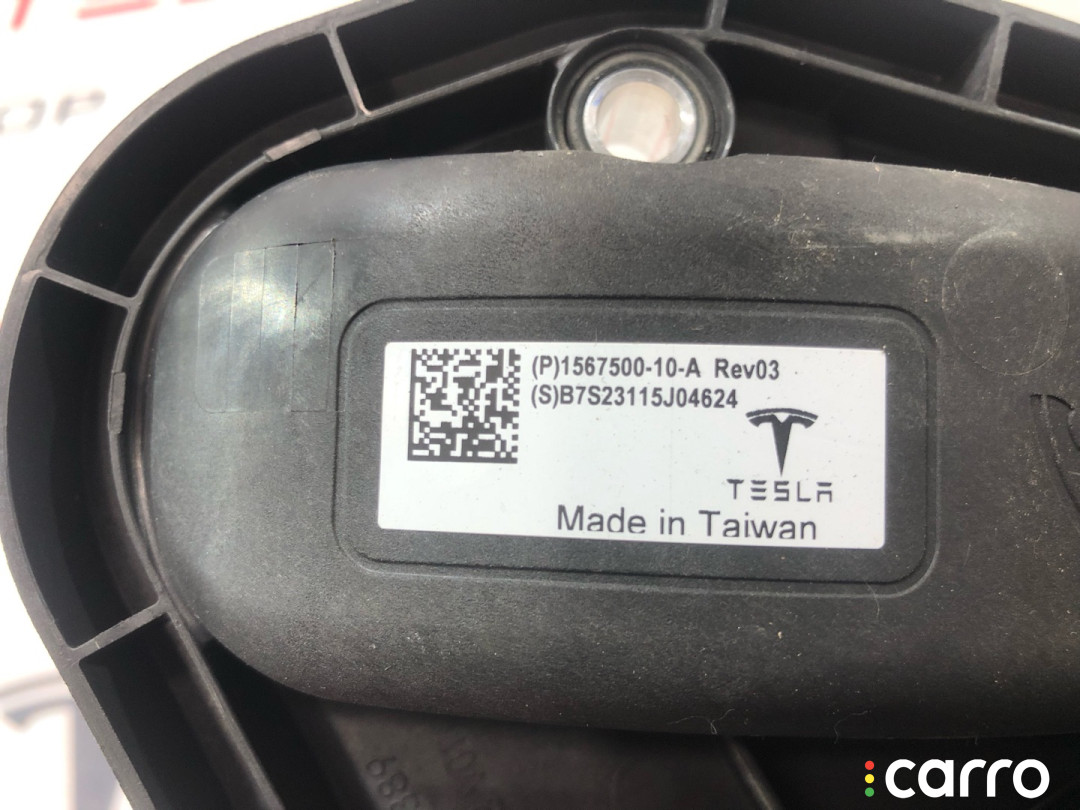 (P)1567500-10-A Rev03
(S)B7S23115J04624
TESLA
Made in Taiwan
carro